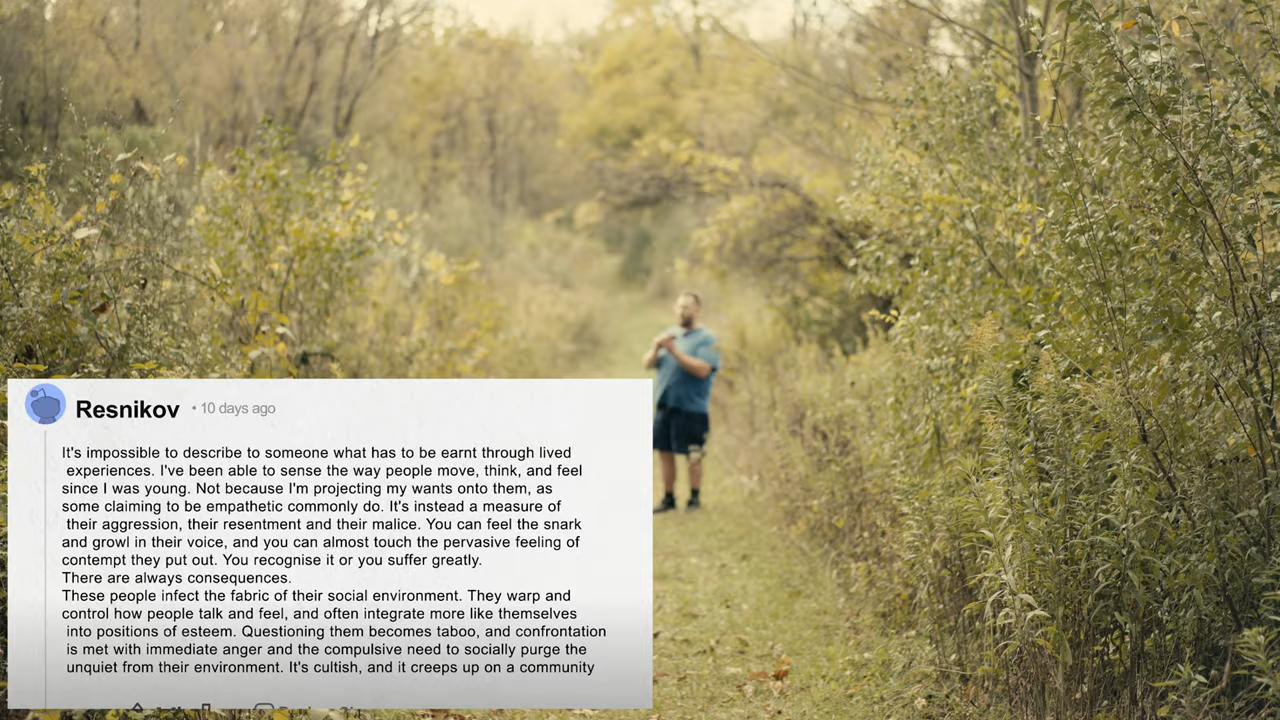 Resnikov • 10 days ago
It's impossible to describe to someone what has to be earnt through lived
experiences. I've been able to sense the way people move, think, and feel
since I was young. Not because I'm projecting my wants onto them, as
some claiming to be empathetic commonly do. It's instead a measure of
their aggression, their resentment and their malice. You can feel the snark
and growl in their voice, and you can almost touch the pervasive feeling of
contempt they put out. You recognise it or you suffer greatly.
There are always consequences.
These people infect the fabric of their social environment. They warp and
control how people talk and feel, and often integrate more like themselves
into positions of esteem. Questioning them becomes taboo, and confrontation
is met with immediate anger and the compulsive need to socially purge the
unquiet from their environment. It's cultish, and it creeps up on a community